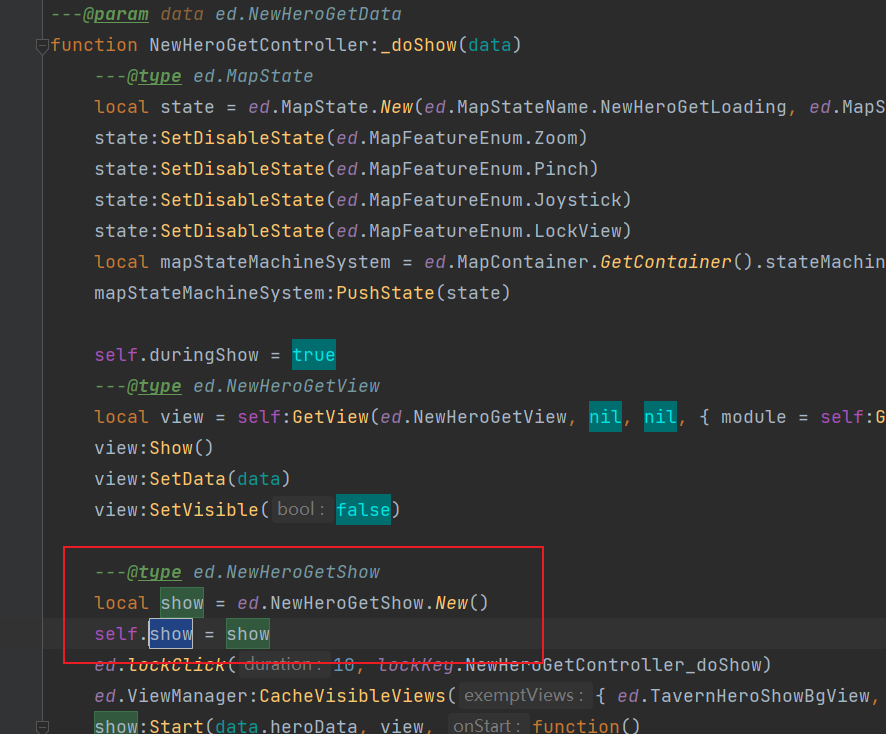 ---@param data ed.NewHeroGetData
function NewHeroGetController:_doShow(data)
---@type ed.MapState
local state = ed.MapState.New(ed.MapStateName.NewHeroGetLoading, ed.MapS
state:SetDisableState(ed.MapFeatureEnum.Zoom)
state:SetDisableState(ed.MapFeatureEnum.Pinch)
state:SetDisableState(ed.MapFeatureEnum.Joystick)
state:SetDisableState(ed.MapFeatureEnum.LockView)
local mapStateMachineSystem = ed.MapContainer.GetContainer().stateMachin
mapStateMachineSystem:PushState(state)
self.duringShow = true
---@type ed.NewHeroGetView
local view = self:GetView(ed.NewHeroGetView, nil, nil, { module = self:G
view:Show()
view:SetData(data)
view:SetVisible( bool: false)
---@type ed.NewHeroGetShow
local show = ed.NewHeroGetShow.New()
self.show = show
ed.lockClick( duration: 10, lockKey.NewHeroGetController_doShow)
ed.ViewManager:CacheVisibleViews( exemptViews: { ed.TavernHeroShowBgView,
show:Start(data.heroData, view, onStart: function()